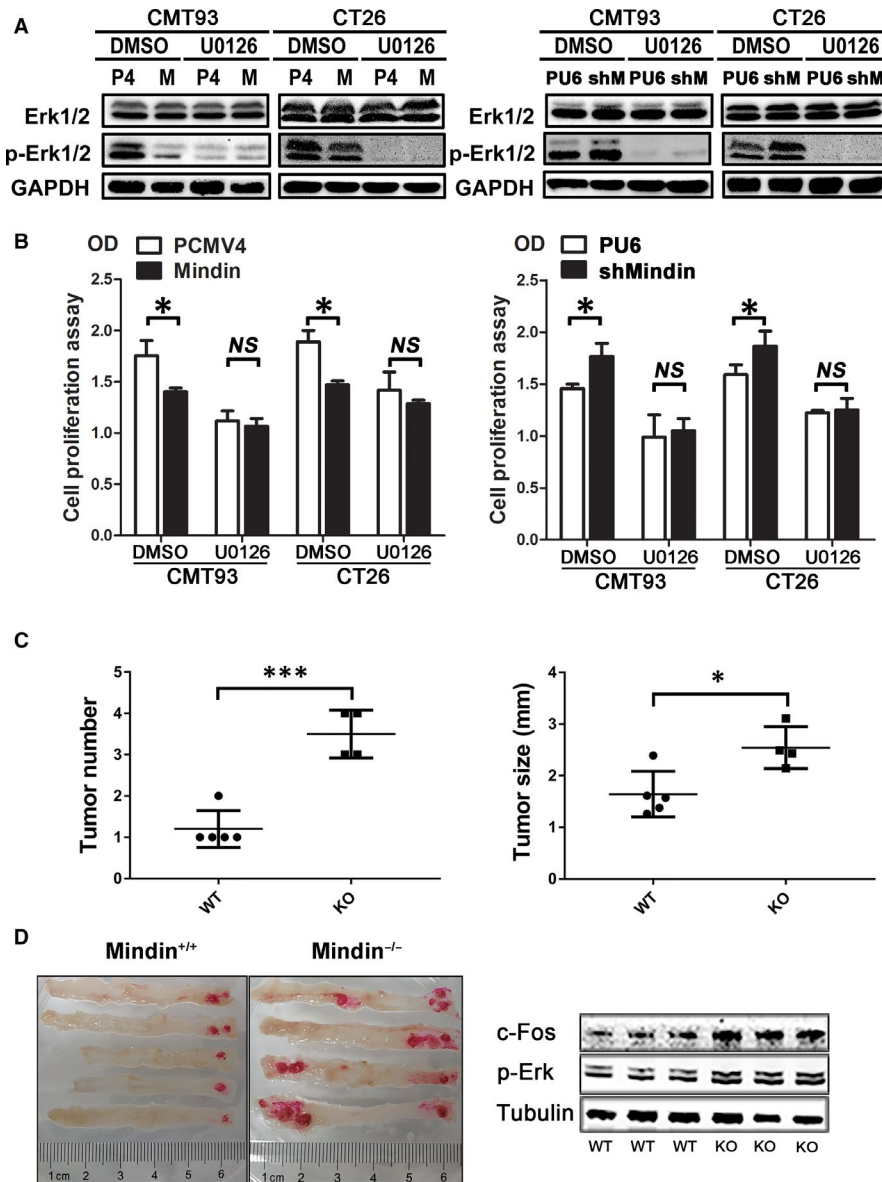 A
CMT93 CT26
DMSO U0126 DMSO U0126
P4 M P4 M P4 M P4 M
Erk1/2
p-Erk1/2
GAPDH
CMT93 CT26
DMSO U0126 DMSO U0126
PU6 shM PU6 shM PU6 shM PU6 shM
Erk1/2
p-Erk1/2
GAPDH
B
OD PCMV4
Mindin
Cell proliferation assay
2.5
2.0
1.5
1.0
0.5
0.0
* NS * NS
DMSO U0126 DMSO U0126
CMT93 CT26
OD PU6
shMindin
Cell proliferation assay
2.5
2.0
1.5
1.0
0.5
0.0
* NS * NS
DMSO U0126 DMSO U0126
CMT93 CT26
C
Tumor number
5
4
3
2
1
0
***
WT KO
Tumor size (mm)
4
3
2
1
0
*
WT KO
D
Mindin+/+ Mindin−/−
1 cm 2 3 4 5 6
1 cm 2 3 4 5 6
c-Fos
p-Erk
Tubulin
WT WT WT KO KO KO